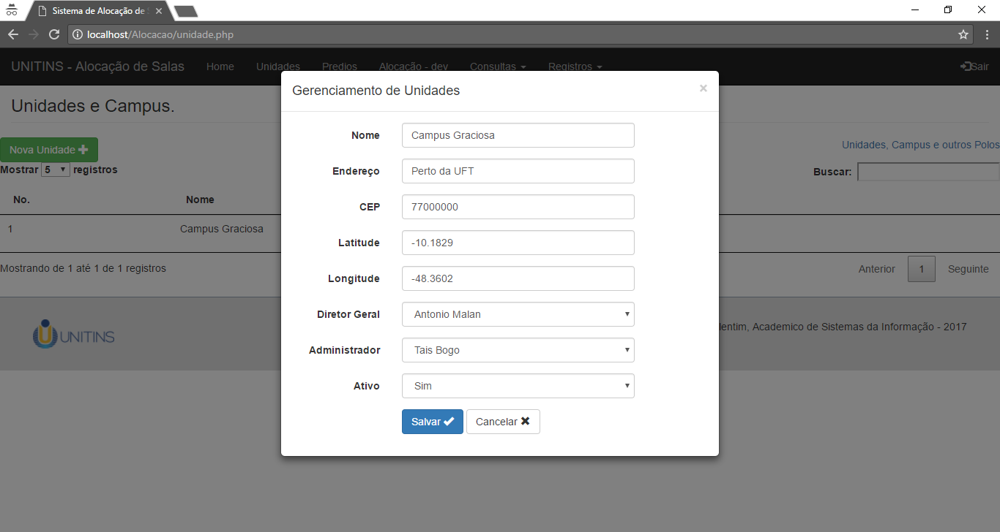 Sistema de Alocação de
localhost/Alocacao/unidade.php
UNITINS - Alocação de Salas Home Unidades Predios Alocação - dev Consultas Registros Sair
Gerenciamento de Unidades ×
Unidades e Campus.
Nova Unidade
Unidades, Campus e outros Polos
Mostrar 5 registros
Buscar:
No. Nome
1 Campus Graciosa
Mostrando de 1 até 1 de 1 registros
Anterior 1 Seguinte
Nome Campus Graciosa
Endereço Perto da UFT
CEP 77000000
Latitude -10.1829
Longitude -48.3602
Diretor Geral Antonio Malan
Administrador Tais Bogo
Ativo Sim
Salvar Cancelar
UNITINS
Academico de Sistemas da Informação - 2017